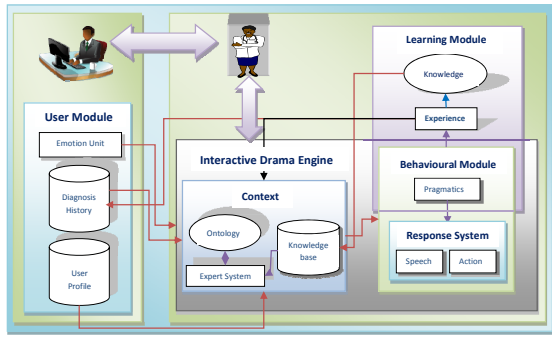 Learning Module
Knowledge
Experience
User Module
Emotion Unit
Diagnosis
History
User
Profile
Interactive Drama Engine
Context
Ontology
Knowledge
base
Expert System
Behavioural Module
Pragmatics
Response System
Speech
Action